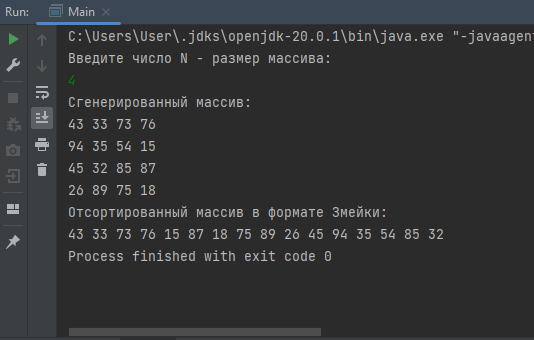 Run: Main
C:\Users\User\.jdks\openjdk-20.0.1\bin\java.exe "-javaagent
Введите число N - размер массива:
4
Сгенерированный массив:
43 33 73 76
94 35 54 15
45 32 85 87
26 89 75 18
Отсортированный массив в формате Змейки:
43 33 73 76 15 87 18 75 89 26 45 94 35 54 85 32
Process finished with exit code 0